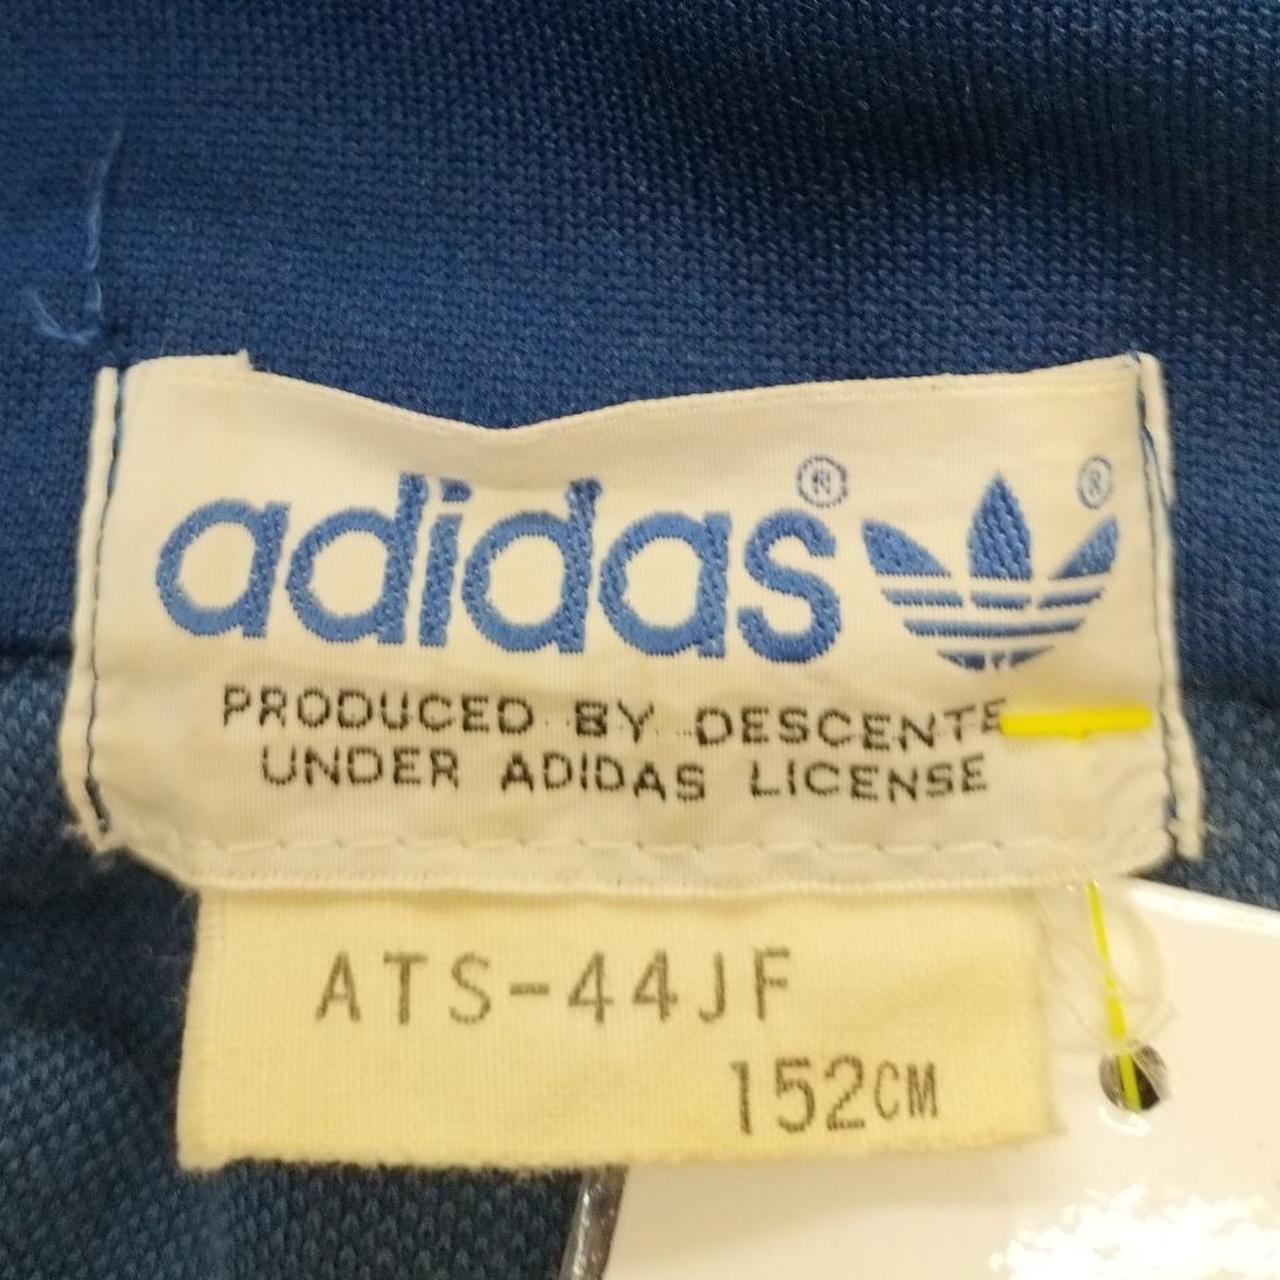 adidas® ®
PRODUCED BY DESCENTE
UNDER ADIDAS LICENSE
ATS-44JF
152CM